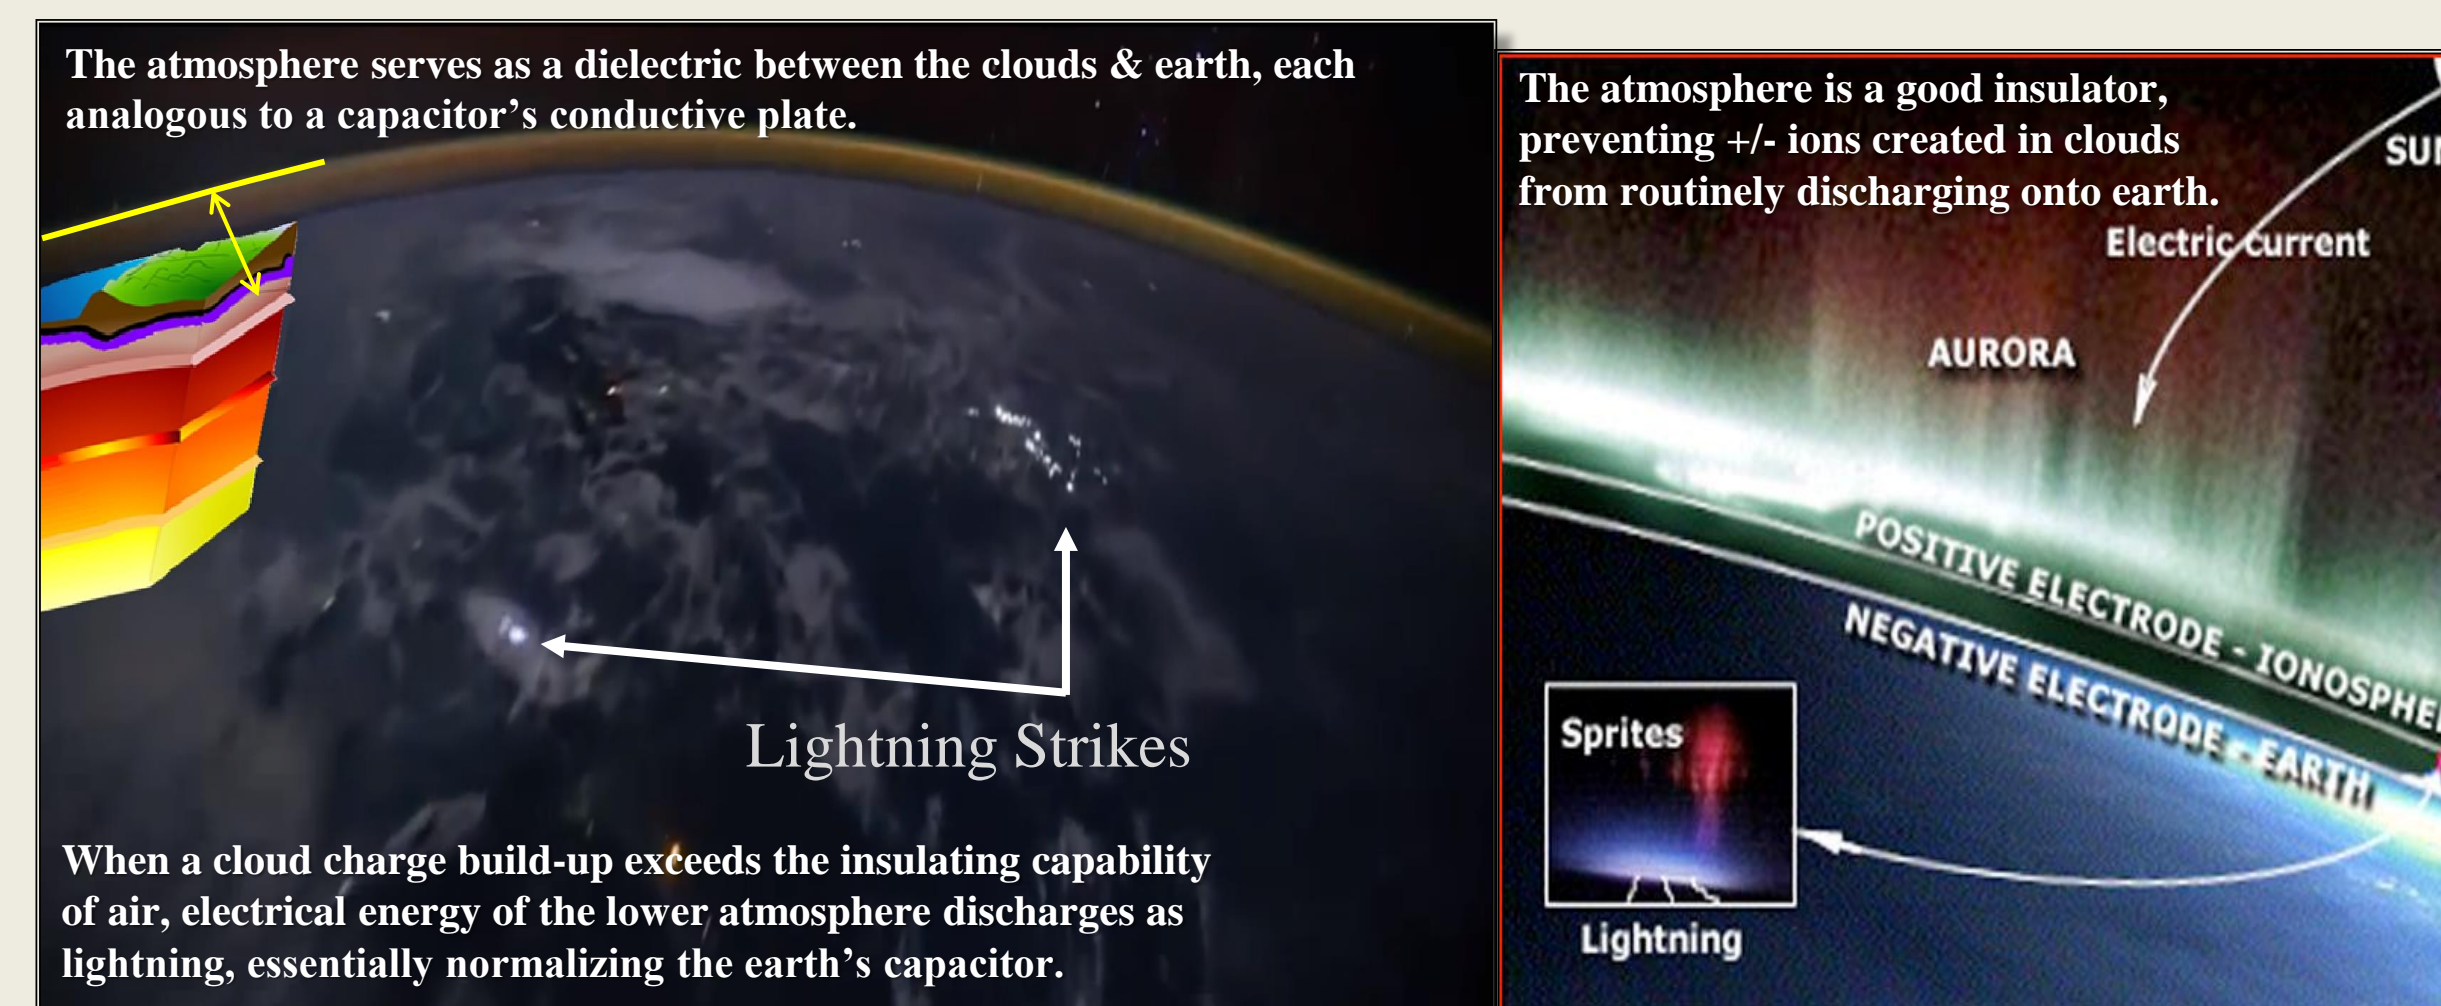 The atmosphere serves as a dielectric between the clouds & earth, each
analogous to a capacitor’s conductive plate.
Lightning Strikes
When a cloud charge build-up exceeds the insulating capability
of air, electrical energy of the lower atmosphere discharges as
lightning, essentially normalizing the earth’s capacitor.
The atmosphere is a good insulator,
preventing +/- ions created in clouds
from routinely discharging onto earth.
Electric current
AURORA
POSITIVE ELECTRODE -
NEGATIVE ELECTRODE - EARTH
Sprites
Lightning